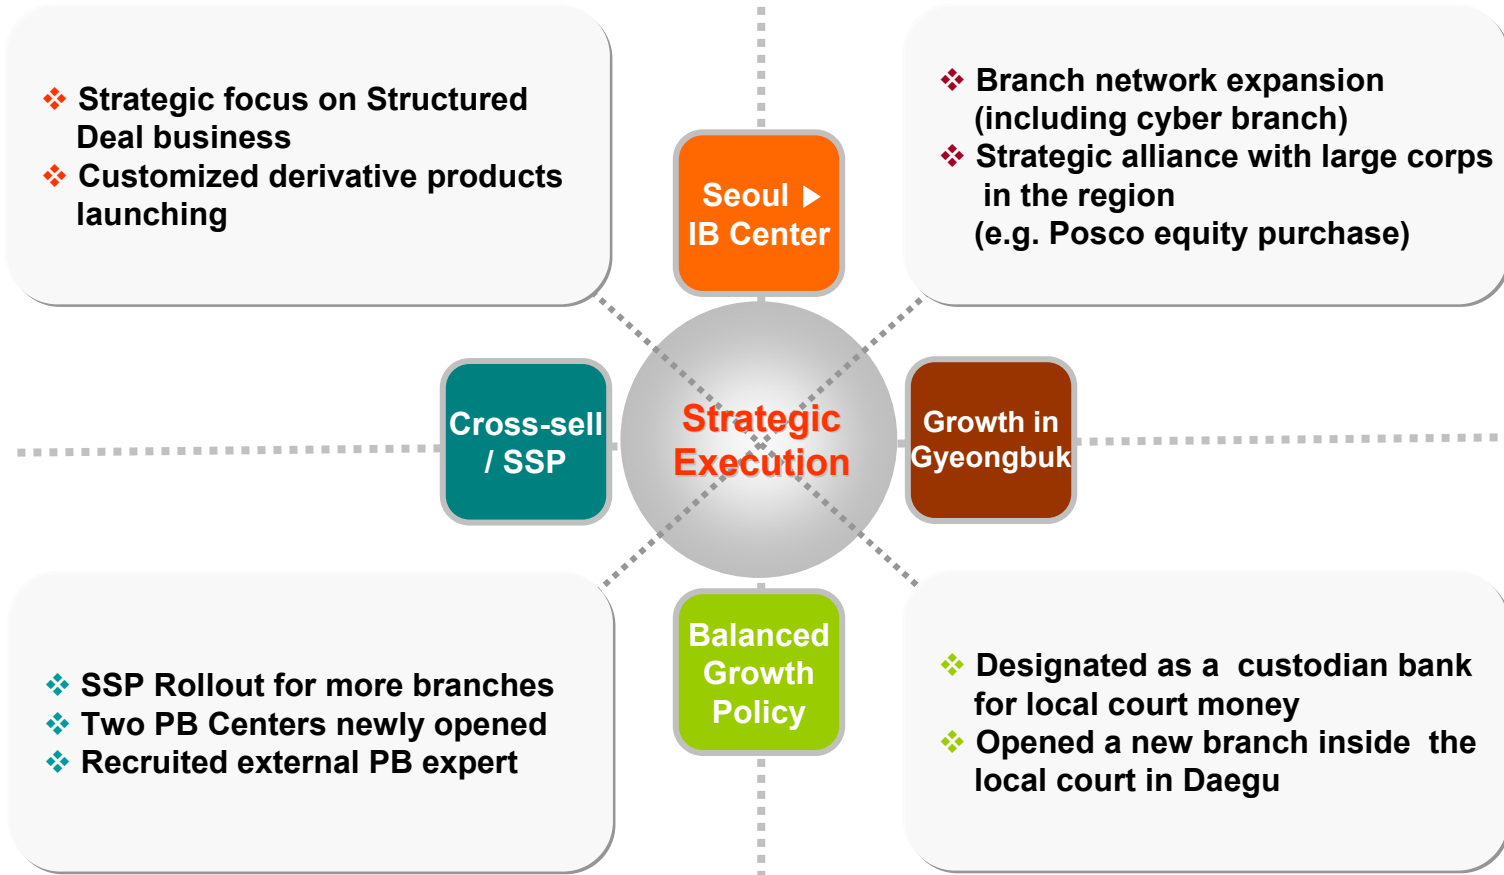 ❖ Strategic focus on Structured
Deal business
❖ Customized derivative products
launching
❖ Branch network expansion
(including cyber branch)
❖ Strategic alliance with large corps
in the region
(e.g. Posco equity purchase)
Seoul ▶
IB Center
Cross-sell
/ SSP
Strategic
Execution
Growth in
Gyeongbuk
Balanced
Growth
Policy
❖ SSP Rollout for more branches
❖ Two PB Centers newly opened
❖ Recruited external PB expert
❖ Designated as a custodian bank
for local court money
❖ Opened a new branch inside the
local court in Daegu